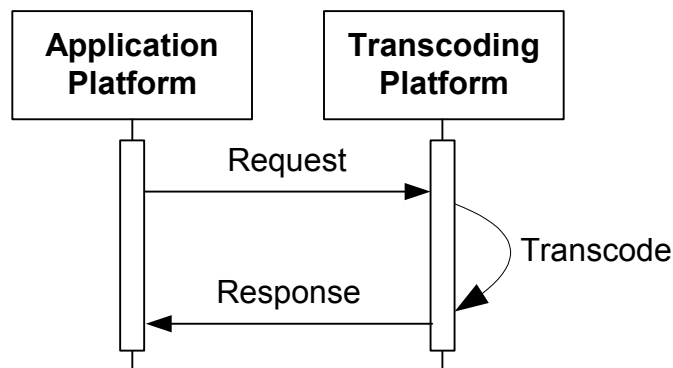 Application
Platform
Transcoding
Platform
Request
Transcode
Response